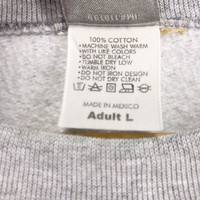 100% COTTON
•MACHINE WASH WARM
•WITH LIKE COLORS
•DO NOT BLEACH
•TUMBLE DRY LOW
•WARM IRON
•DO NOT IRON DESIGN
•DO NOT DRY CLEAN
MADE IN MEXICO
Adult L